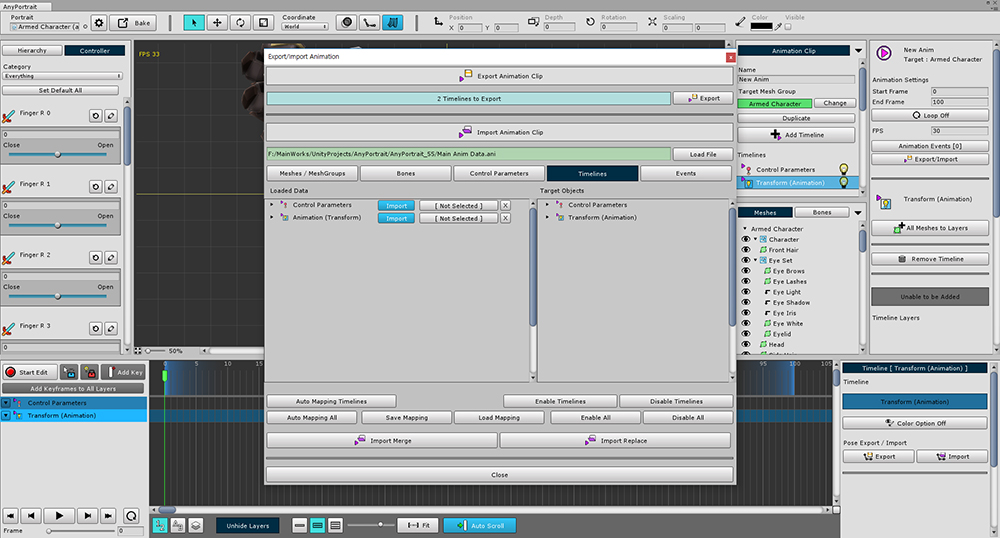 AnyPortrait
Portrait
Armed Character (a
Bake
Coordinate
World
Position
X 0 Y 0
Depth
0
Rotation
0
Scaling
0 0
Color
Visible
Hierarchy Controller
Category
Everything
Set Default All
Finger R 0
0
Close Open
Finger R 1
0
Close Open
Finger R 2
0
Close Open
Finger R 3
FPS 33
50%
Export/Import Animation
Export Animation Clip
2 Timelines to Export Export
Import Animation Clip
F:/MainWorks/UnityProjects/AnyPortrait/AnyPortrait_5S/Main Anim Data.ani Load File
Meshes / MeshGroups Bones Control Parameters Timelines Events
Loaded Data Target Objects
Control Parameters Import [ Not Selected ] X
Animation (Transform) Import [ Not Selected ] X
Control Parameters
Transform (Animation)
Auto Mapping Timelines Enable Timelines Disable Timelines
Auto Mapping All Save Mapping Load Mapping Enable All Disable All
Import Merge Import Replace
Close
Animation Clip
Name
New Anim
Target Mesh Group
Armed Character Change
Duplicate
Add Timeline
Timelines
Control Parameters
Transform (Animation)
Meshes Bones
Armed Character
Character
Front Hair
Eye Set
Eye Brows
Eye Lashes
Eye Light
Eye Shadow
Eye Iris
Eye White
Eyelid
Head
New Anim
Target : Armed Character
Animation Settings
Start Frame 0
End Frame 100
Loop Off
FPS 30
Animation Events [0]
Export/Import
Transform (Animation)
All Meshes to Layers
Remove Timeline
Unable to be Added
Timeline Layers
Start Edit Add Key
Add Keyframes to All Layers
Control Parameters
Transform (Animation)
0 5 10 15 95 100
Frame 0
Unhide Layers
Fit
Auto Scroll
Timeline [ Transform (Animation) ]
Timeline
Transform (Animation)
Color Option Off
Pose Export / Import
Export Import